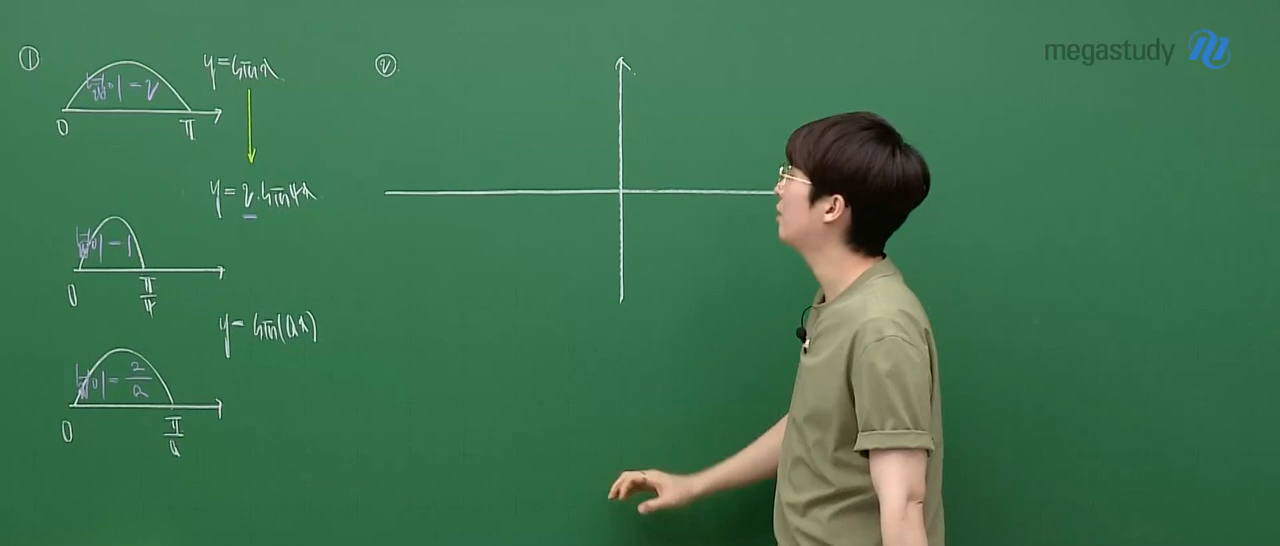 ①
y = sin x
넓이 = 2
0
π
y = 2·sin4x
넓이 = 1
0
π/4
y = sin(ax)
넓이 = 2/a
0
π/a
②
megastudy